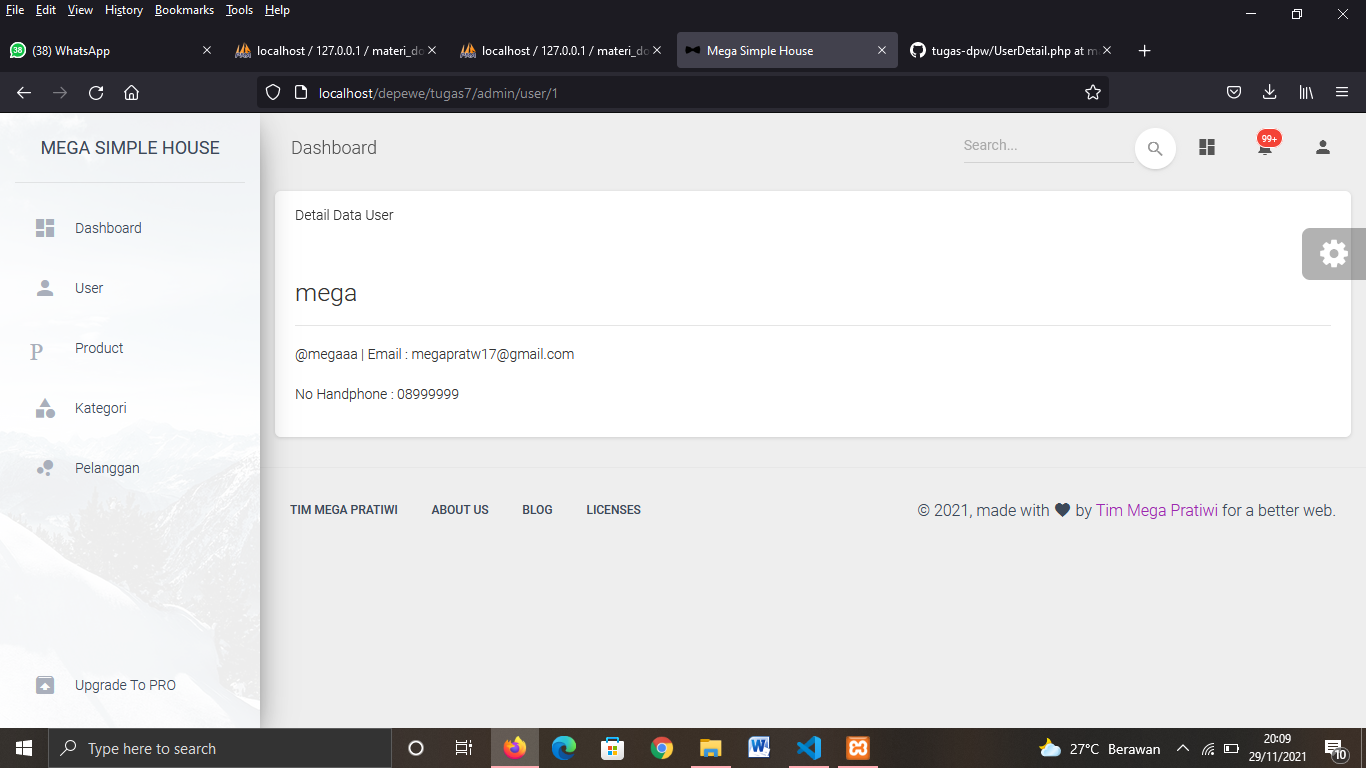 File Edit View History Bookmarks Tools Help
38 (38) WhatsApp
localhost / 127.0.0.1 / materi_do
localhost / 127.0.0.1 / materi_do
Mega Simple House
tugas-dpw/UserDetail.php at m
localhost/depewe/tugas7/admin/user/1
MEGA SIMPLE HOUSE
Dashboard
Search...
99+
Dashboard
User
P Product
Kategori
Pelanggan
Upgrade To PRO
Detail Data User
mega
@megaaa | Email : megapratw17@gmail.com
No Handphone : 08999999
TIM MEGA PRATIWI ABOUT US BLOG LICENSES
© 2021, made with by Tim Mega Pratiwi for a better web.
Type here to search
27°C Berawan
20:09
29/11/2021
10